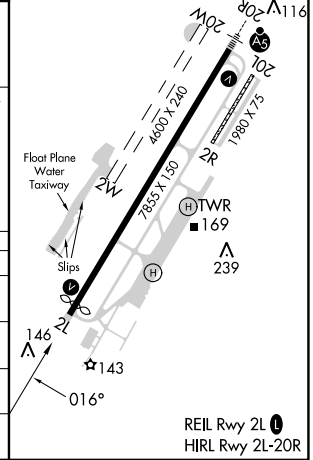 20W
20R
116
A5
V
20L
4600 X 240
1980 X 75
2R
Float Plane
Water
Taxiway
2W
7855 X 150
H TWR
169
239
Slips
H
V
2L
146
143
016°
REIL Rwy 2L L
HIRL Rwy 2L-20R